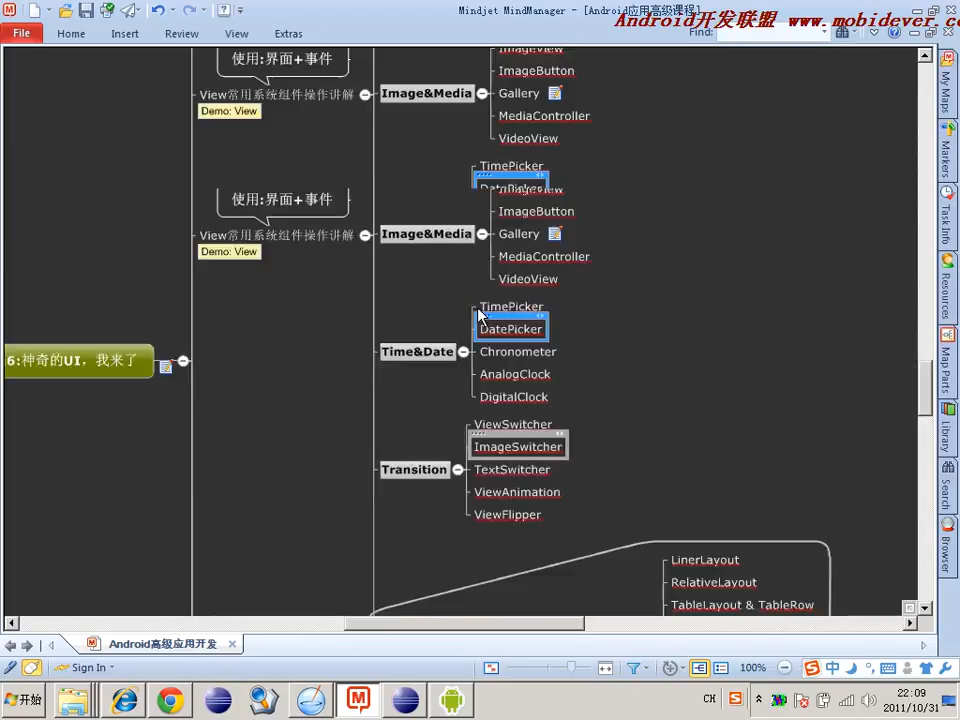 Mindjet MindManager - [Android应用高级课程]
Android开发联盟 www.mobidever.co
File Home Insert Review View Extras Find:
使用:界面+事件
ImageView
ImageButton
View常用系统组件操作讲解
Image&Media
Gallery
Demo: View
MediaController
VideoView
TimePicker
DatePicker
使用:界面+事件
ImageButton
View常用系统组件操作讲解
Image&Media
Gallery
Demo: View
MediaController
VideoView
TimePicker
DatePicker
6:神奇的UI，我来了
Time&Date
Chronometer
AnalogClock
DigitalClock
ViewSwitcher
ImageSwitcher
Transition
TextSwitcher
ViewAnimation
ViewFlipper
LinerLayout
RelativeLayout
TableLayout & TableRow
My Maps
Markers
Task Info
Resources
Map Parts
Library
Search
Browser
Android高级应用开发
Sign In
100%
中
开始
CH
22:09
2011/10/31